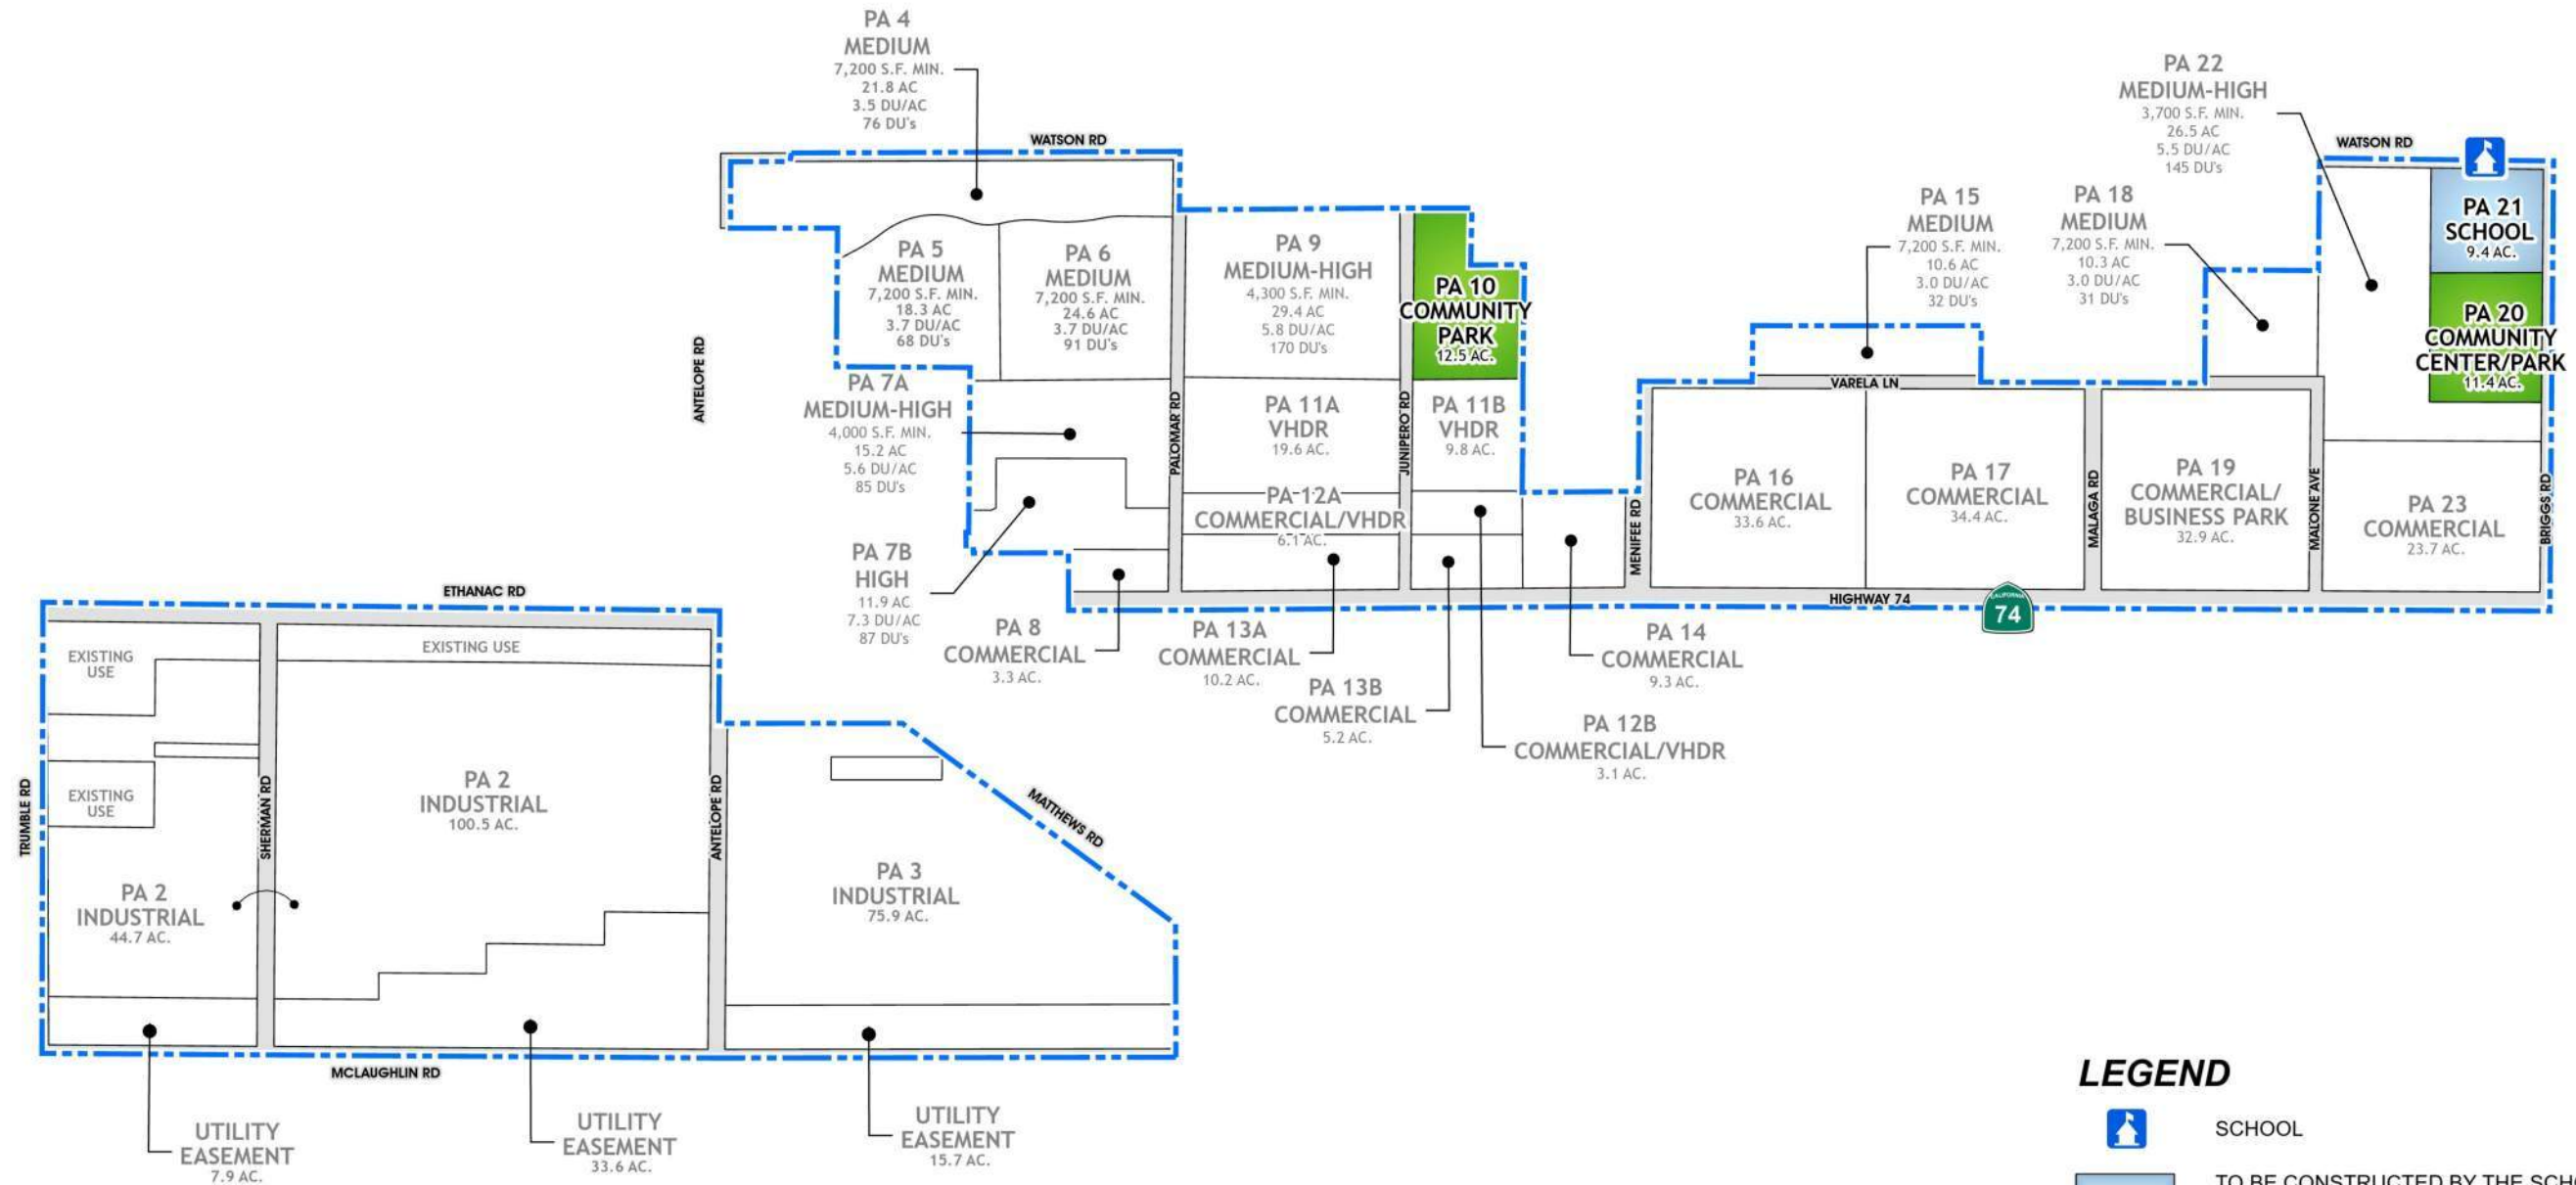 PA 4
MEDIUM
7,200 S.F. MIN.
21.8 AC
3.5 DU/AC
76 DU's
WATSON RD
PA 22
MEDIUM-HIGH
3,700 S.F. MIN.
26.5 AC
5.5 DU/AC
145 DU's
WATSON RD
PA 21
SCHOOL
9.4 AC.
PA 5
MEDIUM
7,200 S.F. MIN.
18.3 AC
3.7 DU/AC
68 DU's
PA 6
MEDIUM
7,200 S.F. MIN.
24.6 AC
3.7 DU/AC
91 DU's
PA 9
MEDIUM-HIGH
4,300 S.F. MIN.
29.4 AC
5.8 DU/AC
170 DU's
PA 10
COMMUNITY
PARK
12.5 AC.
PA 15
MEDIUM
7,200 S.F. MIN.
10.6 AC
3.0 DU/AC
32 DU's
PA 18
MEDIUM
7,200 S.F. MIN.
10.3 AC
3.0 DU/AC
31 DU's
PA 20
COMMUNITY
CENTER/PARK
11.4 AC.
ANTELOPE RD
PA 7A
MEDIUM-HIGH
4,000 S.F. MIN.
15.2 AC
5.6 DU/AC
85 DU's
PALOMAR RD
PA 11A
VHDR
19.6 AC.
JUNIPERO RD
PA 11B
VHDR
9.8 AC.
VARELA LN
PA 12A
COMMERCIAL/VHDR
6.1 AC.
MENIFEE RD
PA 16
COMMERCIAL
33.6 AC.
PA 17
COMMERCIAL
34.4 AC.
MALAGA RD
PA 19
COMMERCIAL/
BUSINESS PARK
32.9 AC.
MALONE AVE
PA 23
COMMERCIAL
23.7 AC.
BRIGGS RD
PA 7B
HIGH
11.9 AC
7.3 DU/AC
87 DU's
HIGHWAY 74
CALIFORNIA
74
PA 8
COMMERCIAL
3.3 AC.
PA 13A
COMMERCIAL
10.2 AC.
PA 13B
COMMERCIAL
5.2 AC.
PA 14
COMMERCIAL
9.3 AC.
PA 12B
COMMERCIAL/VHDR
3.1 AC.
ETHANAC RD
EXISTING
USE
EXISTING USE
TRUMBLE RD
EXISTING
USE
SHERMAN RD
PA 2
INDUSTRIAL
100.5 AC.
ANTELOPE RD
MATTHEWS RD
PA 2
INDUSTRIAL
44.7 AC.
PA 3
INDUSTRIAL
75.9 AC.
MCLAUGHLIN RD
UTILITY
EASEMENT
7.9 AC.
UTILITY
EASEMENT
33.6 AC.
UTILITY
EASEMENT
15.7 AC.
LEGEND
SCHOOL
TO BE CONSTRUCTED BY THE